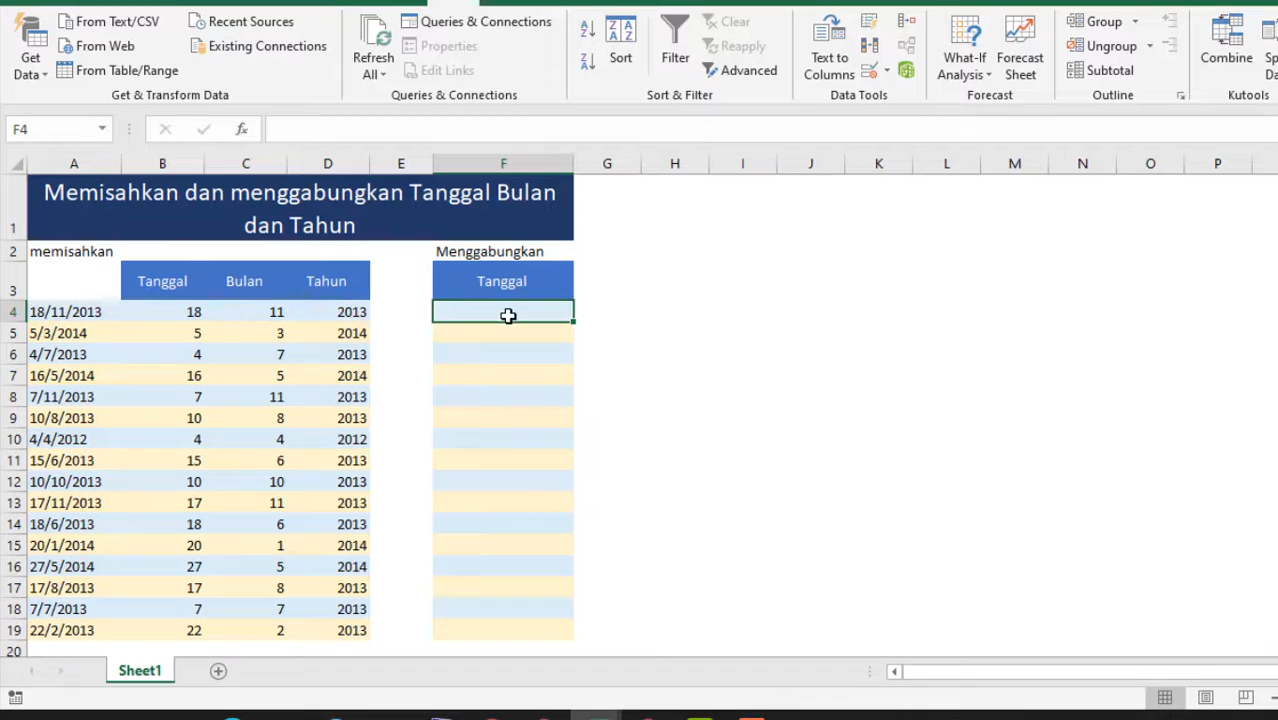 From Text/CSV
Recent Sources
Queries & Connections
Clear
Group
From Web
Existing Connections
Properties
Reapply
Ungroup
Get Data
From Table/Range
Refresh All
Edit Links
Sort
Filter
Advanced
Text to Columns
What-If Analysis
Forecast Sheet
Subtotal
Combine
Get & Transform Data
Queries & Connections
Sort & Filter
Data Tools
Forecast
Outline
Kutools
F4
fx
A B C D E F G H I J K L M N O P
1 Memisahkan dan menggabungkan Tanggal Bulan
dan Tahun
2 memisahkan Menggabungkan
3 Tanggal Bulan Tahun Tanggal
4 18/11/2013 18 11 2013
5 5/3/2014 5 3 2014
6 4/7/2013 4 7 2013
7 16/5/2014 16 5 2014
8 7/11/2013 7 11 2013
9 10/8/2013 10 8 2013
10 4/4/2012 4 4 2012
11 15/6/2013 15 6 2013
12 10/10/2013 10 10 2013
13 17/11/2013 17 11 2013
14 18/6/2013 18 6 2013
15 20/1/2014 20 1 2014
16 27/5/2014 27 5 2014
17 17/8/2013 17 8 2013
18 7/7/2013 7 7 2013
19 22/2/2013 22 2 2013
20
Sheet1